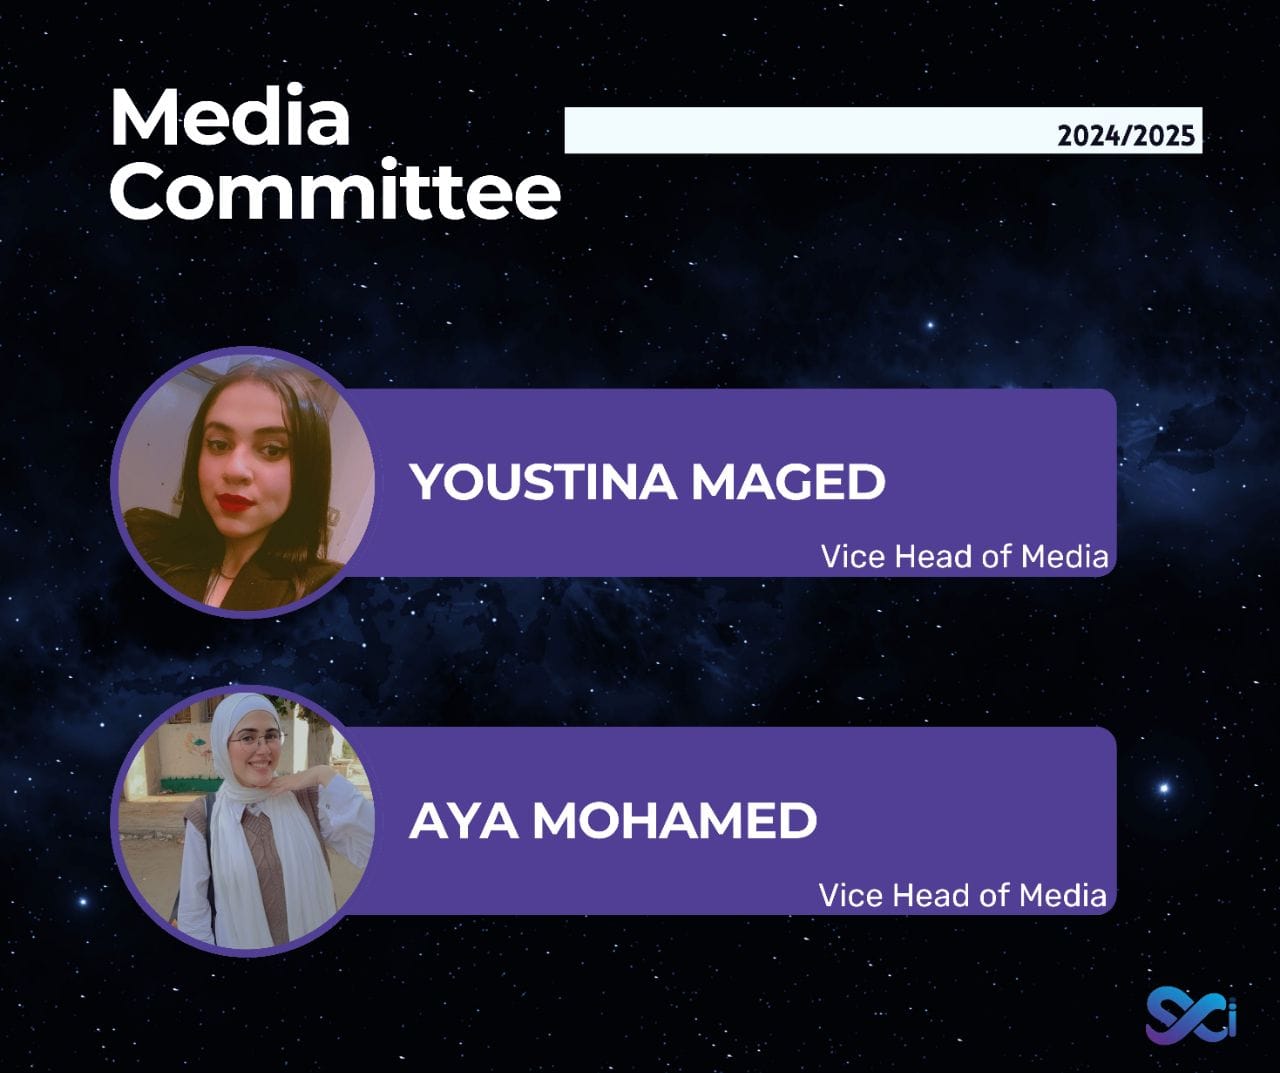 Media
Committee
2024/2025
YOUSTINA MAGED
Vice Head of Media
AYA MOHAMED
Vice Head of Media